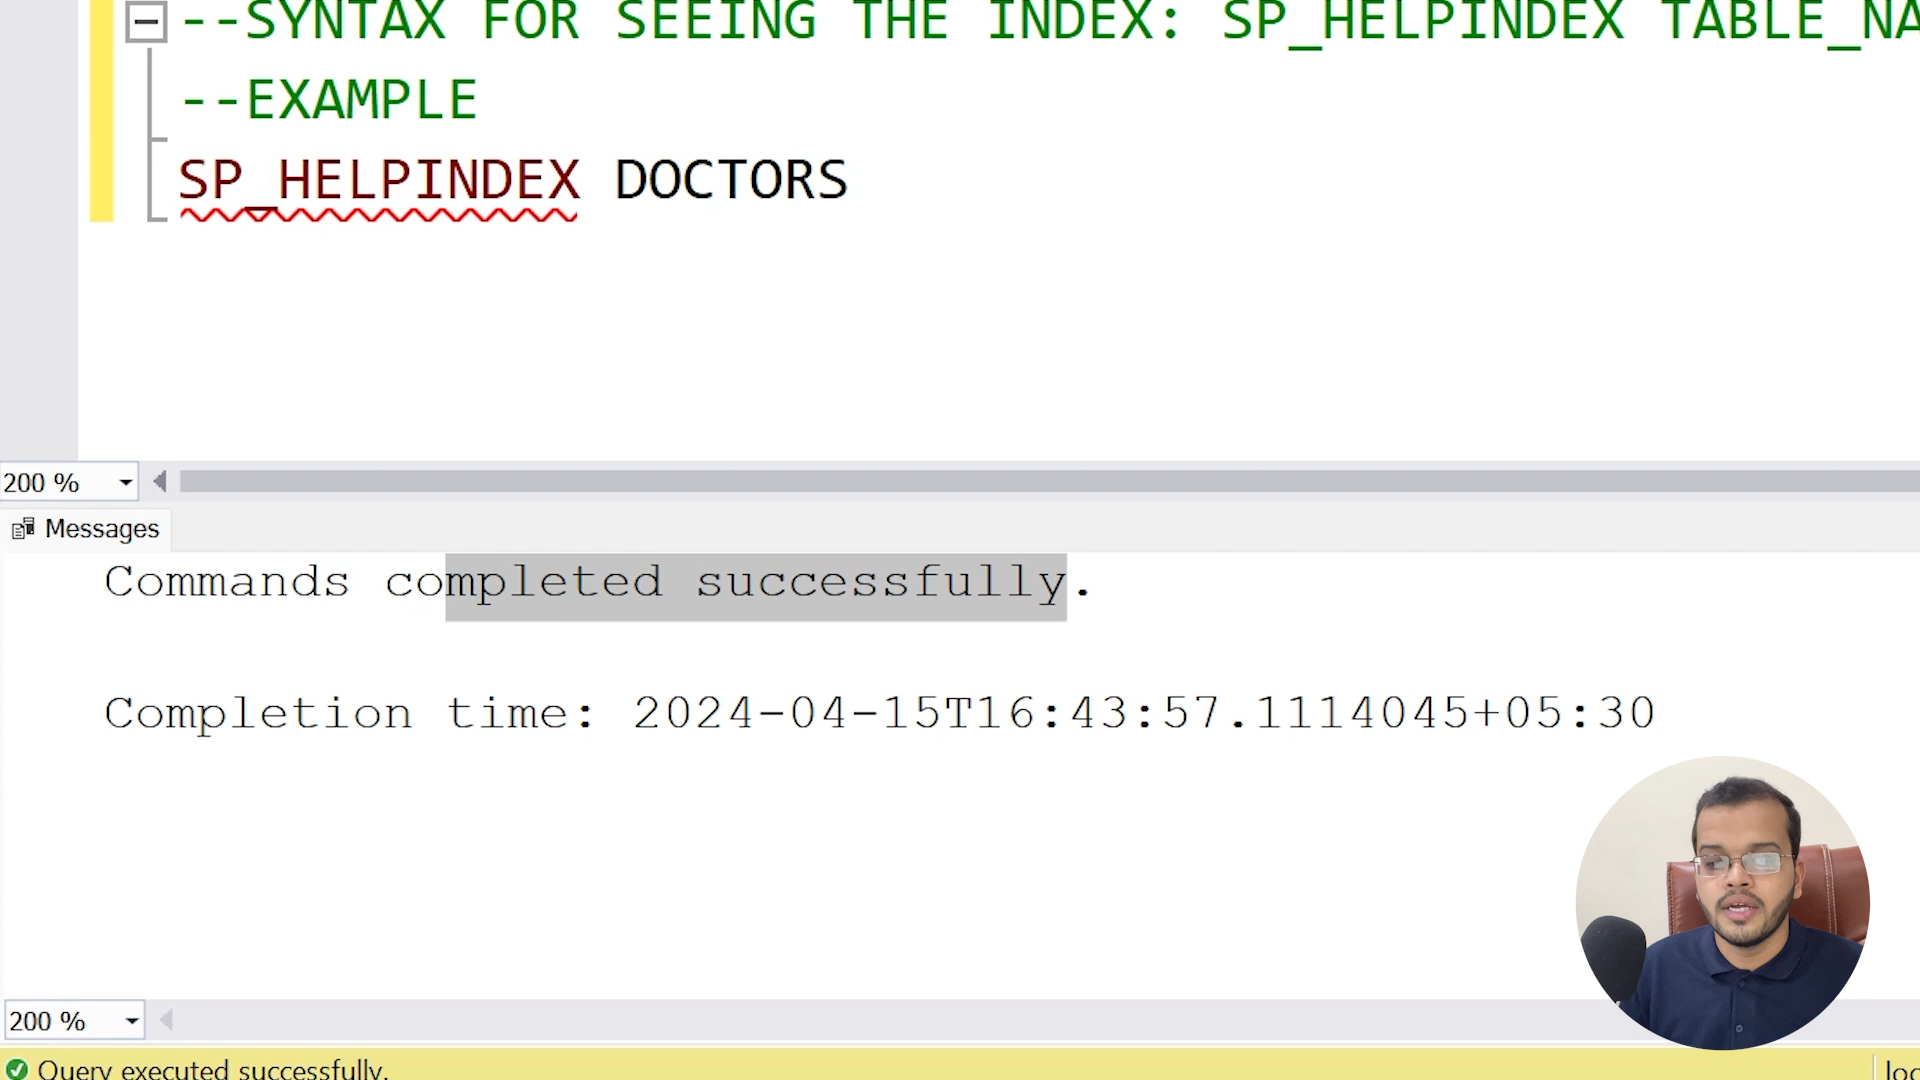 --SYNTAX FOR SEEING THE INDEX: SP_HELPINDEX TABLE_NA
--EXAMPLE
SP_HELPINDEX DOCTORS
200 %
Messages
Commands completed successfully.
Completion time: 2024-04-15T16:43:57.1114045+05:30
200 %
Query executed successfully.
loc